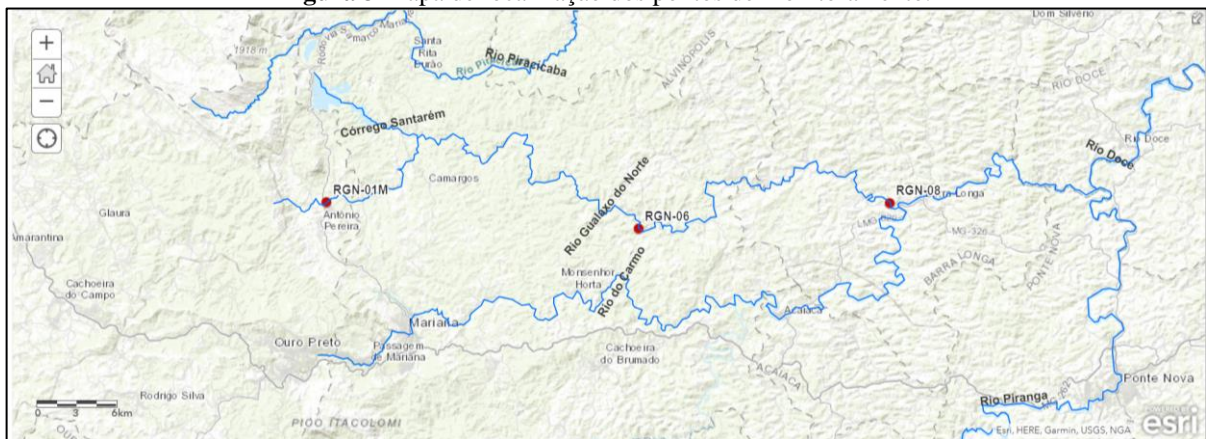 +
−
1918 m
Santa
Rita
Durão
Rio Piracicaba
ALVINÓPOLIS
Dom Silvério
RIO DOCE
Rio Doce
Rio Doce
Córrego Santarém
Camargos
RGN-01M
Antônio
Pereira
Glaura
Amarantina
Cachoeira
do Campo
Rio Gualaxo do Norte
RGN-06
Rio do Carmo
Monsenhor
Horta
RGN-08
Longa
MG-326
BARRA LONGA
PONTE NOVA
Acaiaca
ACAIACA
Mariana
Ouro Preto
Passagem
de Mariana
Cachoeira
do Brumado
Rodrigo Silva
PICO ITACOLOMI
Rio Piranga
Ponte Nova
0 3 6km
Esri, HERE, Garmin, USGS, NGA
POWERED BY
esri